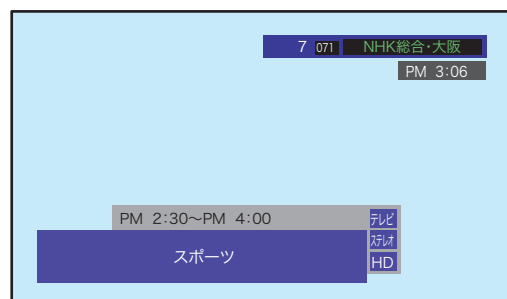 7 071 NHK総合・大阪
PM 3:06
PM 2:30～PM 4:00 テレビ
ステレオ
スポーツ
HD